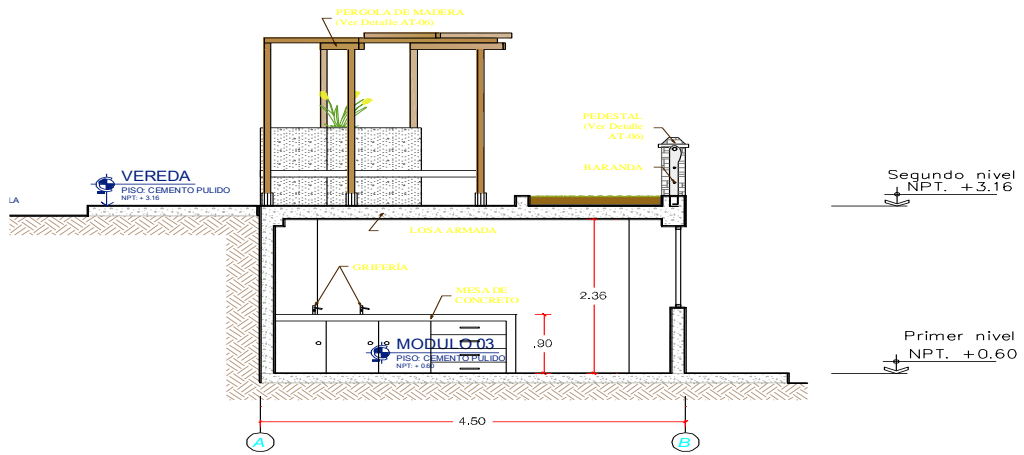 PERGOLA DE MADERA
(Ver Detalle AT-06)
PEDESTAL
(Ver Detalle
AT-06)
BARANDA
VEREDA
PISO: CEMENTO PULIDO
NPT: + 3.16
LA
Segundo nivel
NPT. +3.16
LOSA ARMADA
GRIFERIA
MESA DE
CONCRETO
2.36
.90
MODULO 03
PISO: CEMENTO PULIDO
NPT: + 0.60
Primer nivel
NPT. +0.60
4.50
A
B